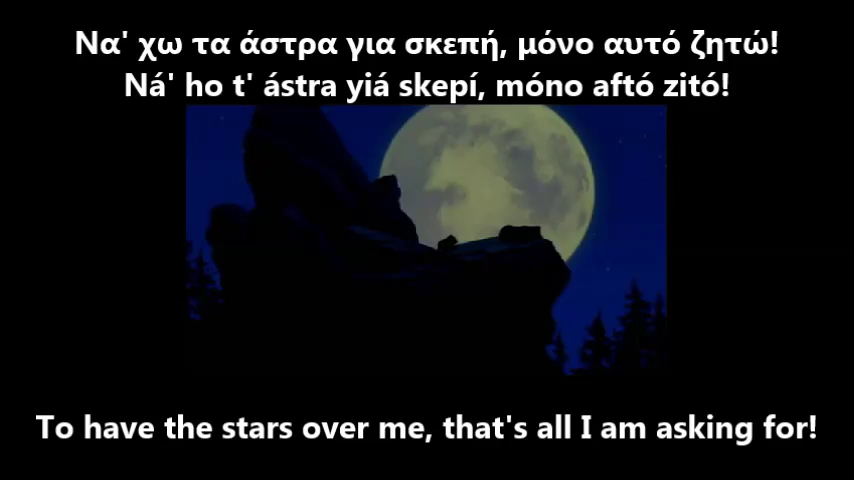 Να' χω τα άστρα για σκεπή, μόνο αυτό ζητώ!
Ná' ho t' ástra yiá skepí, móno aftó zitó!
To have the stars over me, that's all I am asking for!